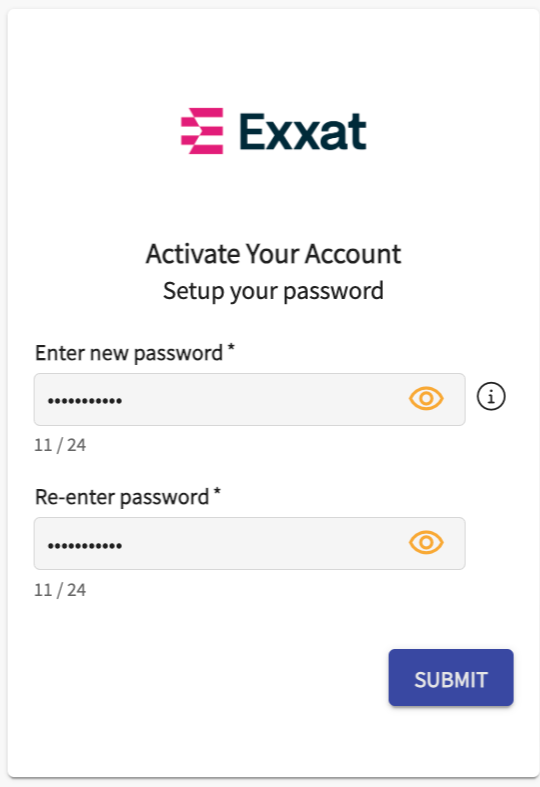 Exxat
Activate Your Account
Setup your password
Enter new password *
•••••••••••
11 / 24
Re-enter password *
•••••••••••
11 / 24
SUBMIT